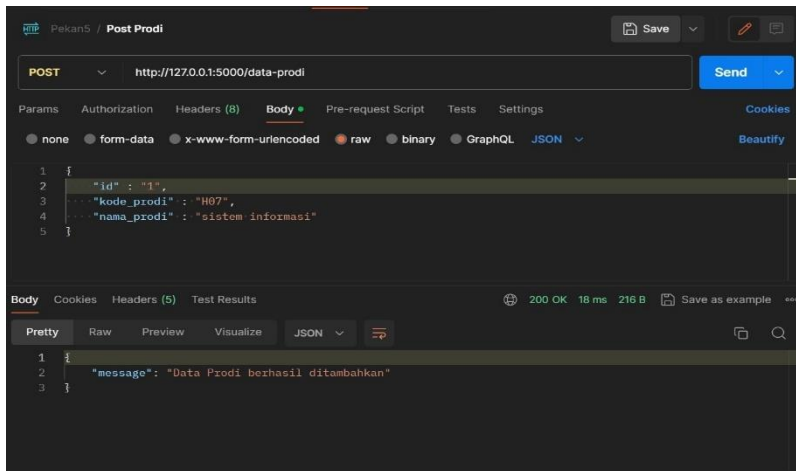 HTTP Pekan5 / Post Prodi Save
POST http://127.0.0.1:5000/data-prodi Send
Params Authorization Headers (8) Body Pre-request Script Tests Settings Cookies
none form-data x-www-form-urlencoded raw binary GraphQL JSON Beautify
1 {
2 "id" : "1",
3 "kode_prodi" : "H07",
4 "nama_prodi" : "sistem informasi"
5 }
Body Cookies Headers (5) Test Results 200 OK 18 ms 216 B Save as example
Pretty Raw Preview Visualize JSON
1 {
2 "message": "Data Prodi berhasil ditambahkan"
3 }